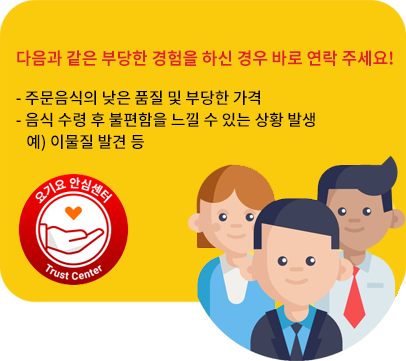 다음과 같은 부당한 경험을 하신 경우 바로 연락 주세요!
- 주문음식의 낮은 품질 및 부당한 가격
- 음식 수령 후 불편함을 느낄 수 있는 상황 발생
예) 이물질 발견 등
요기요 안심센터
Trust Center